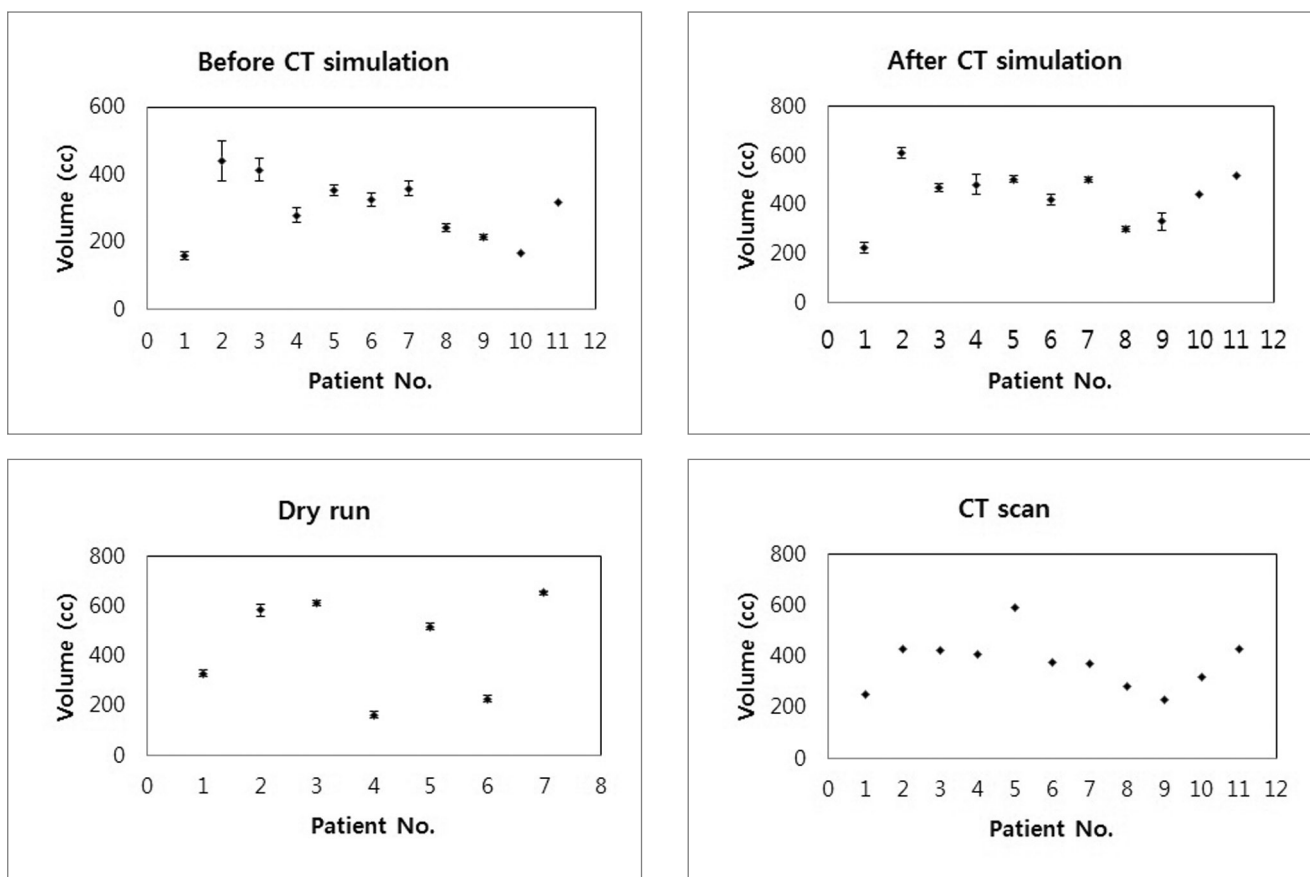 Before CT simulation
600
400
200
0
Volume (cc)
0 1 2 3 4 5 6 7 8 9 10 11 12
Patient No.
After CT simulation
800
600
400
200
0
Volume (cc)
0 1 2 3 4 5 6 7 8 9 10 11 12
Patient No.
Dry run
800
600
400
200
0
Volume (cc)
0 1 2 3 4 5 6 7 8
Patient No.
CT scan
800
600
400
200
0
Volume (cc)
0 1 2 3 4 5 6 7 8 9 10 11 12
Patient No.